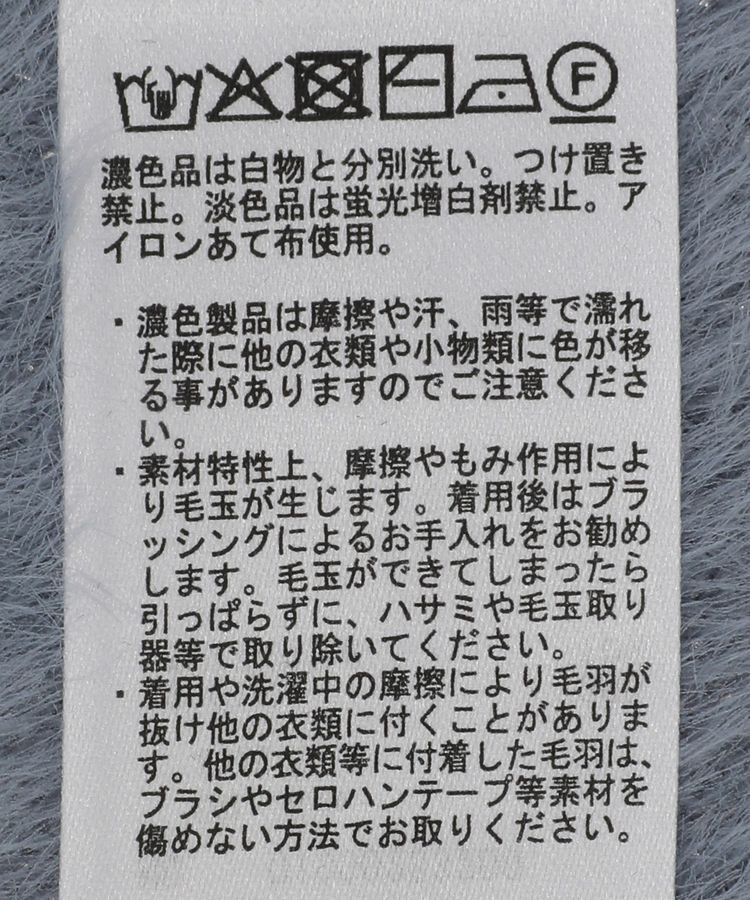 F
濃色品は白物と分別洗い。つけ置き
禁止。淡色品は蛍光増白剤禁止。ア
イロンあて布使用。
・濃色製品は摩擦や汗、雨等で濡れ
た際に他の衣類や小物類に色が移
る事がありますのでご注意くださ
い。
・素材特性上、摩擦やもみ作用によ
り毛玉が生じます。着用後はブラ
ッシングによるお手入れをお勧め
します。毛玉ができてしまったら
引っぱらずに、ハサミや毛玉取り
器等で取り除いてください。
・着用や洗濯中の摩擦により毛羽が
抜け他の衣類に付くことがありま
す。他の衣類等に付着した毛羽は、
ブラシやセロハンテープ等素材を
傷めない方法でお取りください。